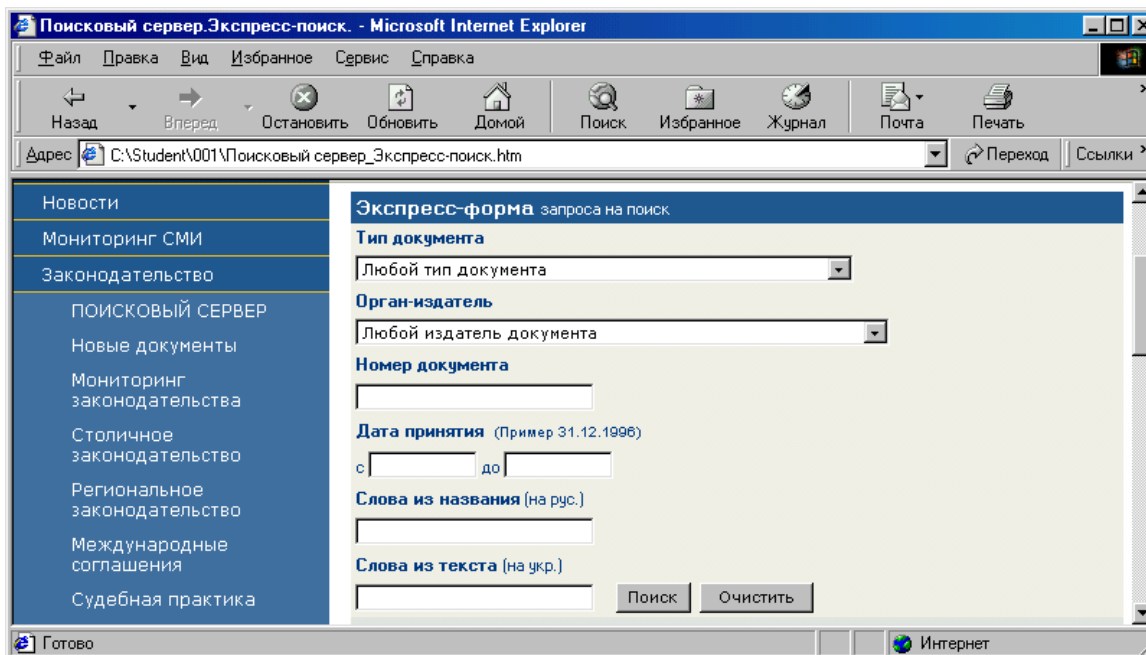 Поисковый сервер.Экспресс-поиск. - Microsoft Internet Explorer
Файл Правка Вид Избранное Сервис Справка
Назад Вперед Остановить Обновить Домой Поиск Избранное Журнал Почта Печать
Адрес C:\Student\001\Поисковый сервер_Экспресс-поиск.htm Переход Ссылки
Новости
Мониторинг СМИ
Законодательство
ПОИСКОВЫЙ СЕРВЕР
Новые документы
Мониторинг
законодательства
Столичное
законодательство
Региональное
законодательство
Международные
соглашения
Судебная практика
Экспресс-форма запроса на поиск
Тип документа
Любой тип документа
Орган-издатель
Любой издатель документа
Номер документа
Дата принятия (Пример 31.12.1996)
с до
Слова из названия (на рус.)
Слова из текста (на укр.)
Поиск Очистить
Готово Интернет